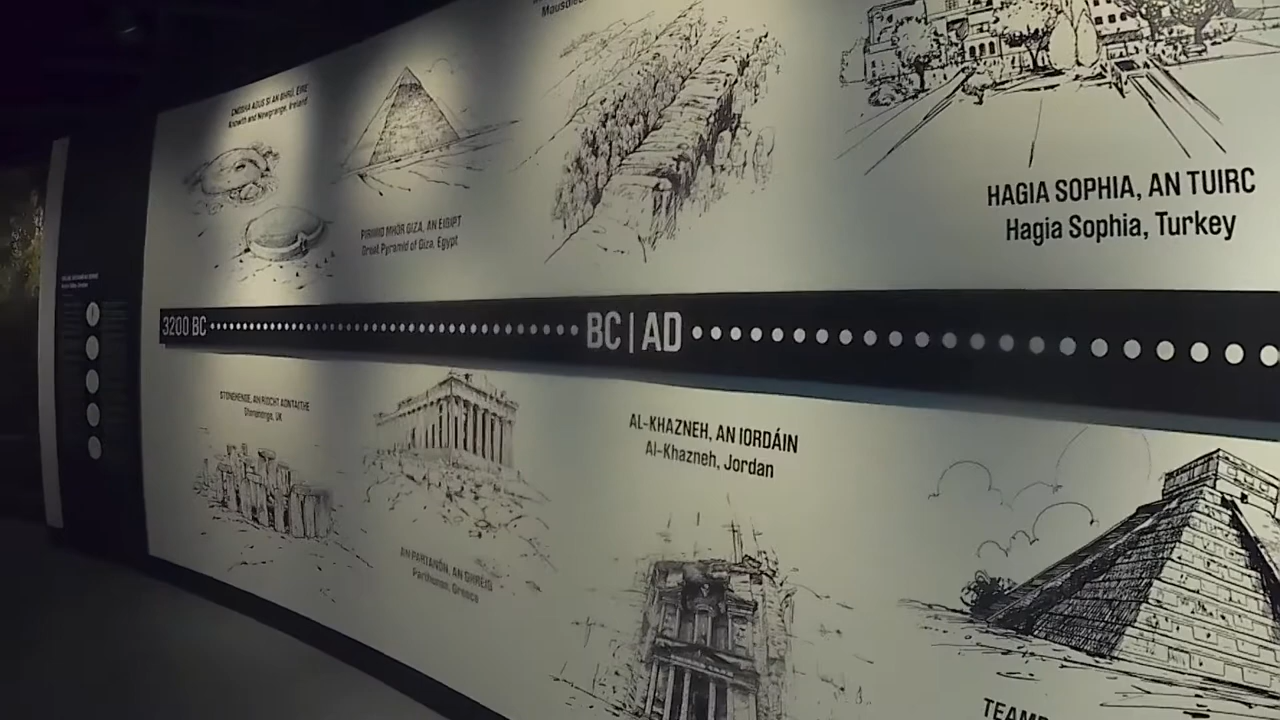 CNÓBHA AGUS SÍ AN BHRÚ, ÉIRE
Knowth and Newgrange, Ireland
PIRIMID MHÓR GIZA, AN ÉIGIPT
Great Pyramid of Giza, Egypt
HAGIA SOPHIA, AN TUIRC
Hagia Sophia, Turkey
3200 BC
BC | AD
STONEHENGE, AN RÍOCHT AONTAITHE
Stonehenge, UK
AN PARTANÓN, AN GHRÉIG
Parthenon, Greece
AL-KHAZNEH, AN IORDÁIN
Al-Khazneh, Jordan